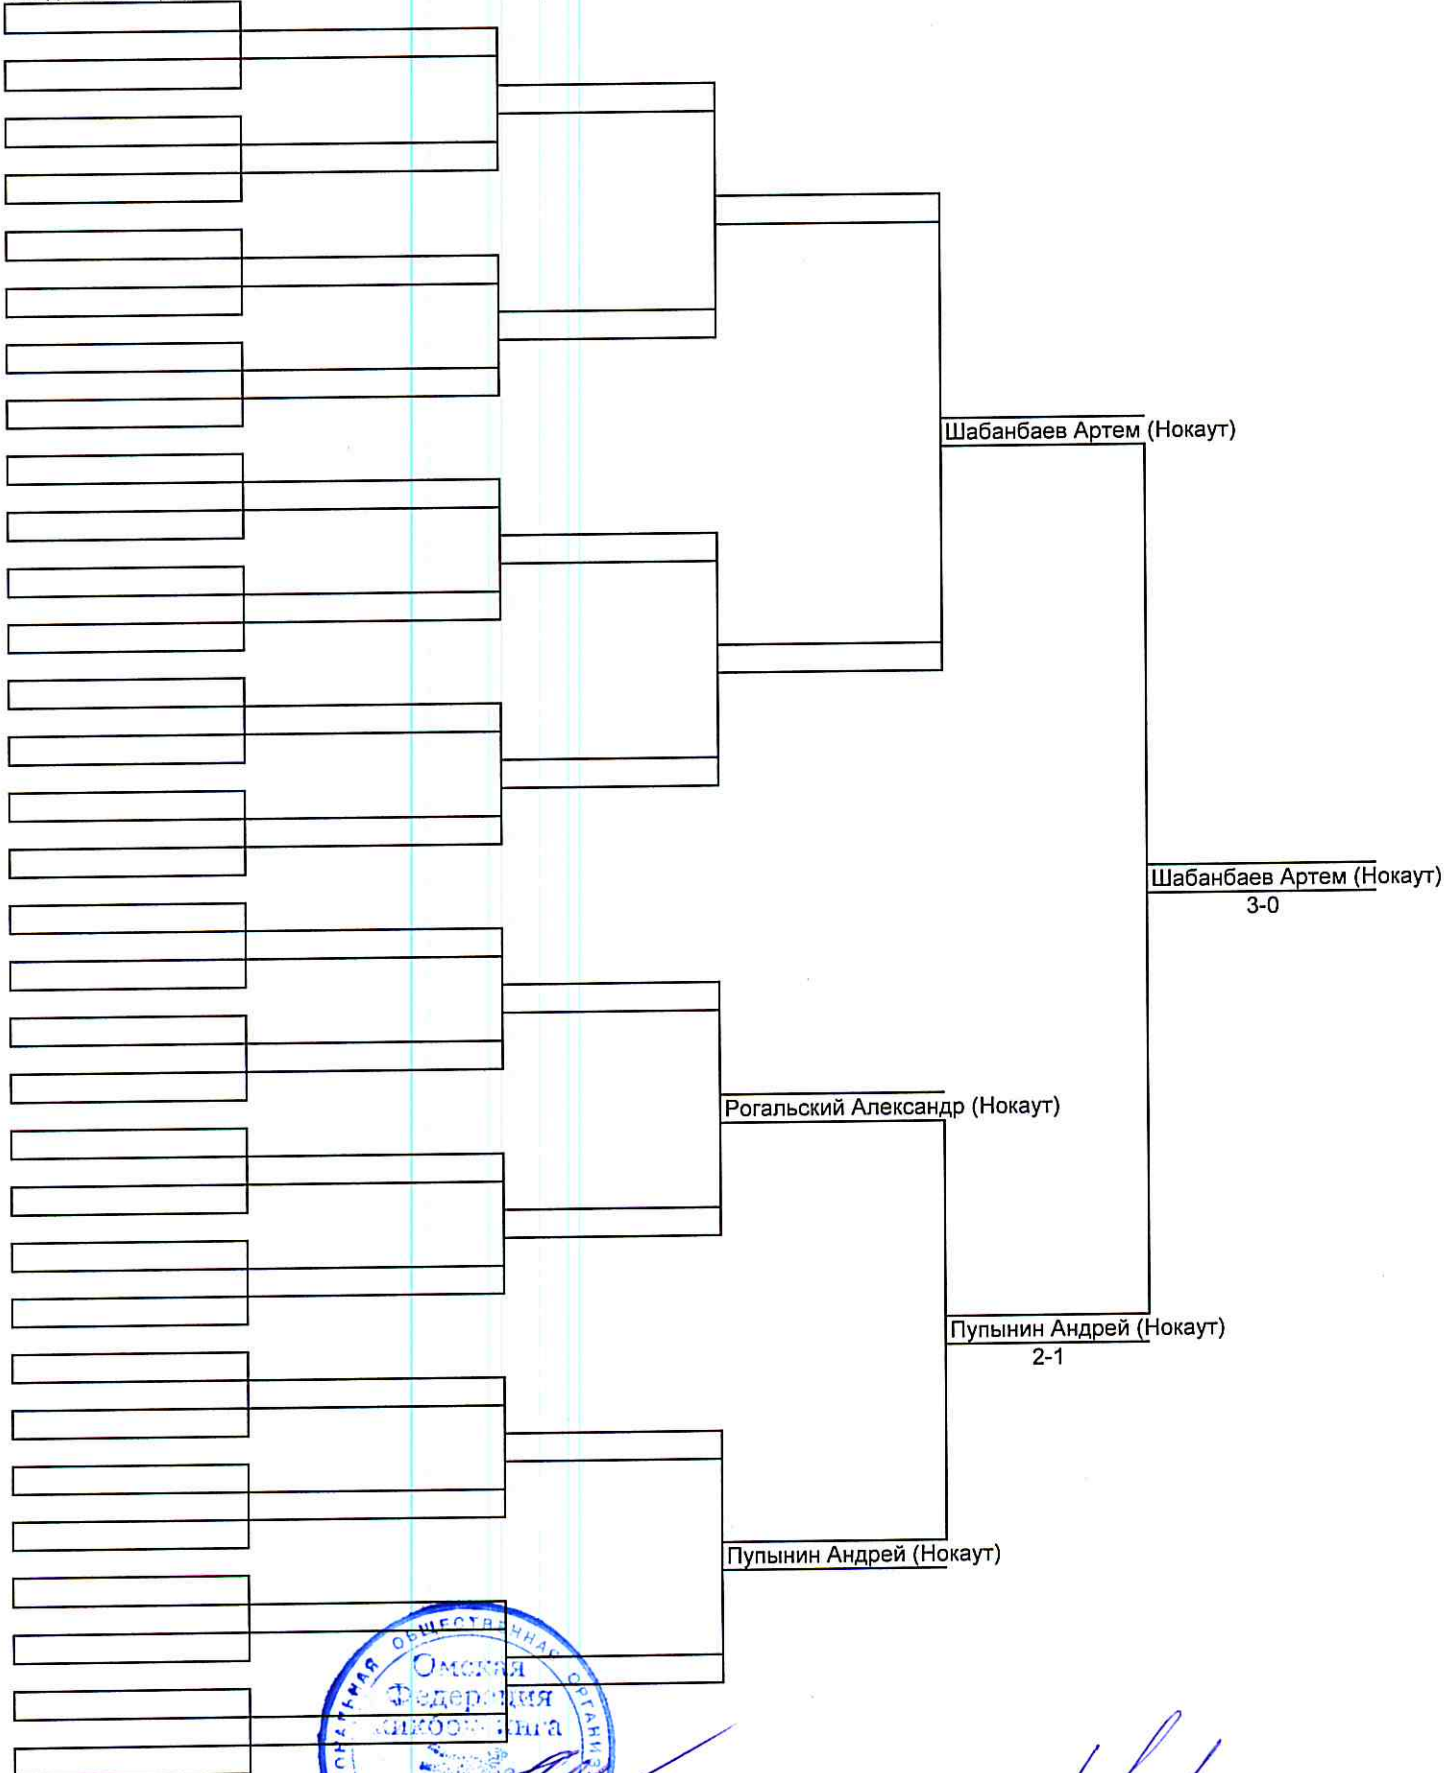 Шабанбаев Артем (Нокаут)
Шабанбаев Артем (Нокаут)
3-0
Рогальский Александр (Нокаут)
Пупынин Андрей (Нокаут)
2-1
Пупынин Андрей (Нокаут)
ОБЩЕСТВЕННАЯ
Омская
Федерация